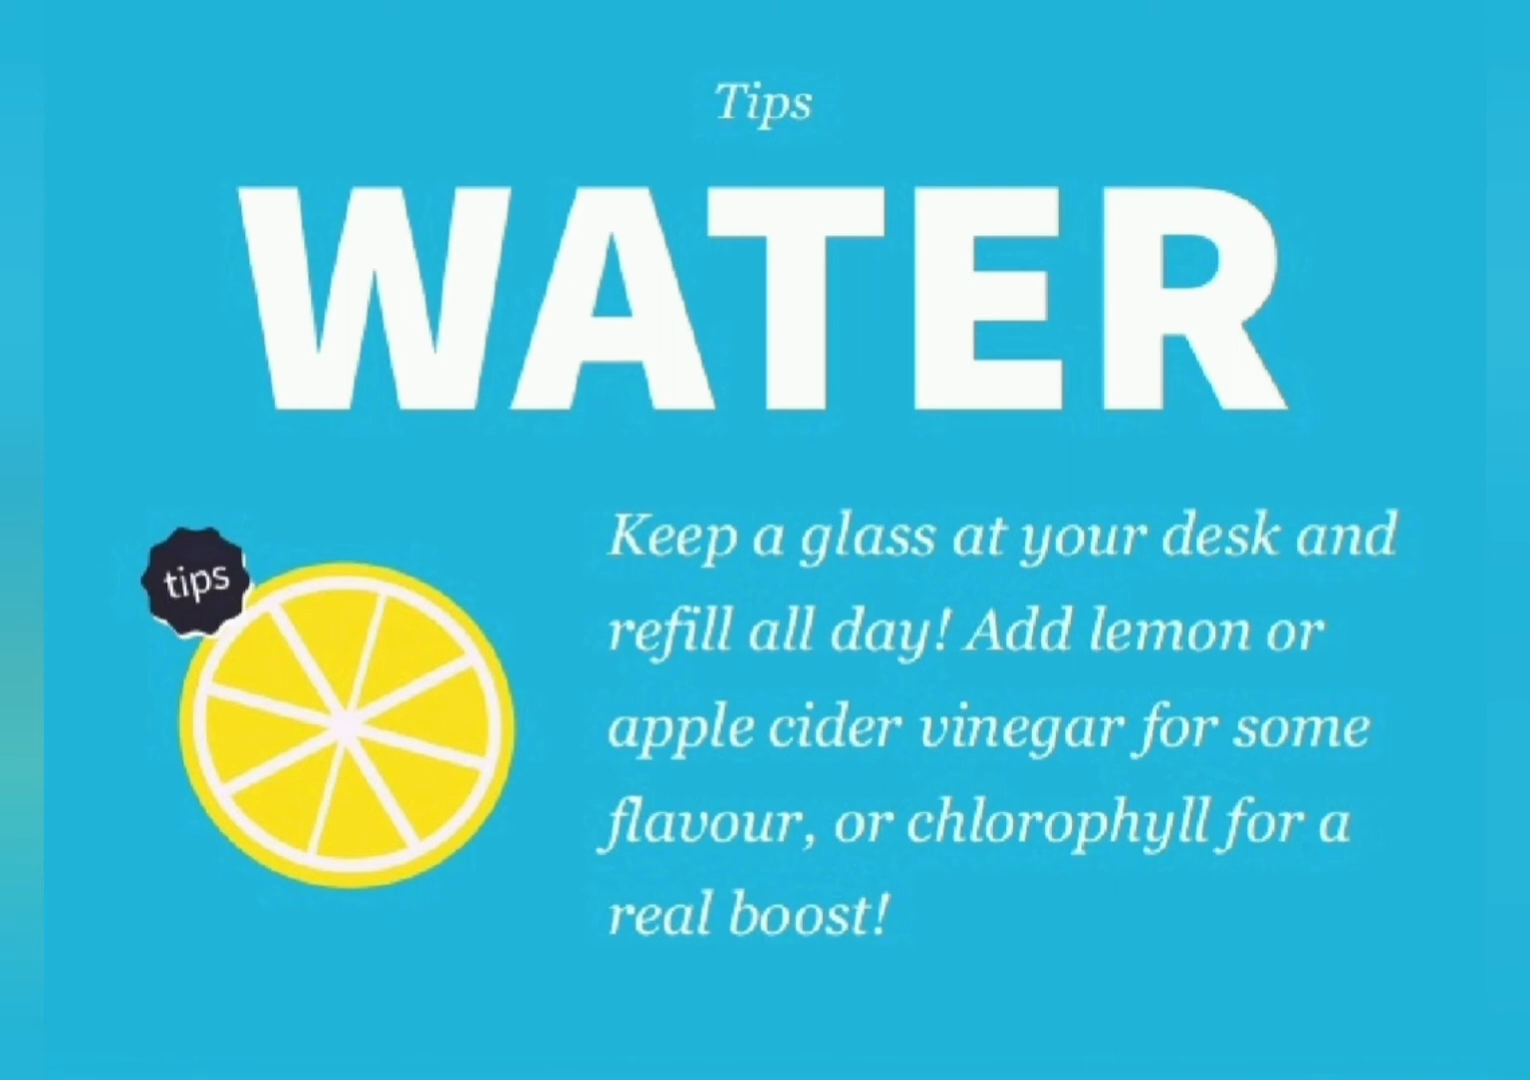 Tips
WATER
tips
Keep a glass at your desk and
refill all day! Add lemon or
apple cider vinegar for some
flavour, or chlorophyll for a
real boost!